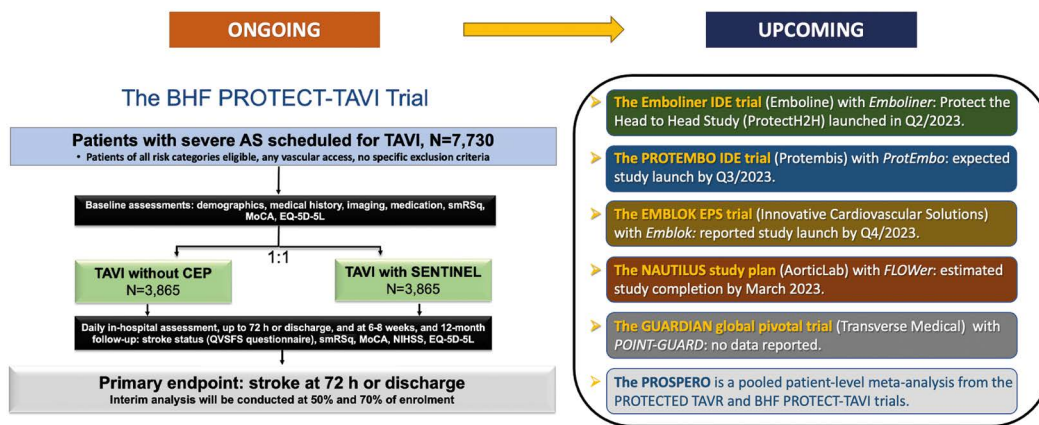 ONGOING
UPCOMING
The BHF PROTECT-TAVI Trial
Patients with severe AS scheduled for TAVI, N=7,730
• Patients of all risk categories eligible, any vascular access, no specific exclusion criteria
Baseline assessments: demographics, medical history, imaging, medication, smRSq,
MoCA, EQ-5D-5L
1:1
TAVI without CEP
N=3,865
TAVI with SENTINEL
N=3,865
Daily in-hospital assessment, up to 72 h or discharge, and at 6-8 weeks, and 12-month
follow-up: stroke status (QVSFS questionnaire), smRSq, MoCA, NIHSS, EQ-5D-5L
Primary endpoint: stroke at 72 h or discharge
Interim analysis will be conducted at 50% and 70% of enrolment
The Emboliner IDE trial (Emboline) with Emboliner: Protect the
Head to Head Study (ProtectH2H) launched in Q2/2023.
The PROTEMBO IDE trial (Protembis) with ProtEmbo: expected
study launch by Q3/2023.
The EMBLOK EPS trial (Innovative Cardiovascular Solutions)
with Emblok: reported study launch by Q4/2023.
The NAUTILUS study plan (AorticLab) with FLOWer: estimated
study completion by March 2023.
The GUARDIAN global pivotal trial (Transverse Medical) with
POINT-GUARD: no data reported.
The PROSPERO is a pooled patient-level meta-analysis from the
PROTECTED TAVR and BHF PROTECT-TAVI trials.